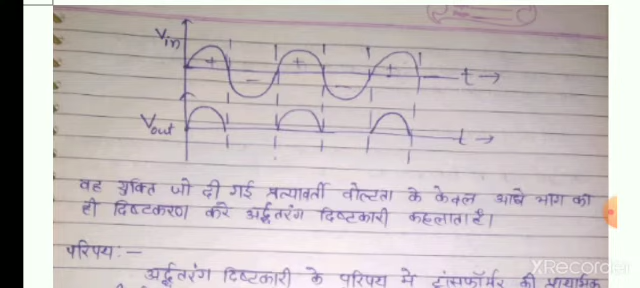 Vin
+
−
+
−
+
t →
Vout
t →
वह युक्ति जो दी गई प्रत्यावर्ती वोल्टता के केवल आधे भाग को
ही दिष्टकरण करे अर्द्धतरंग दिष्टकारी कहलाता है।
परिपथ:-
अर्द्धतरंग दिष्टकारी के परिपथ में ट्रांसफॉर्मर की प्राथमिक
XRecorder